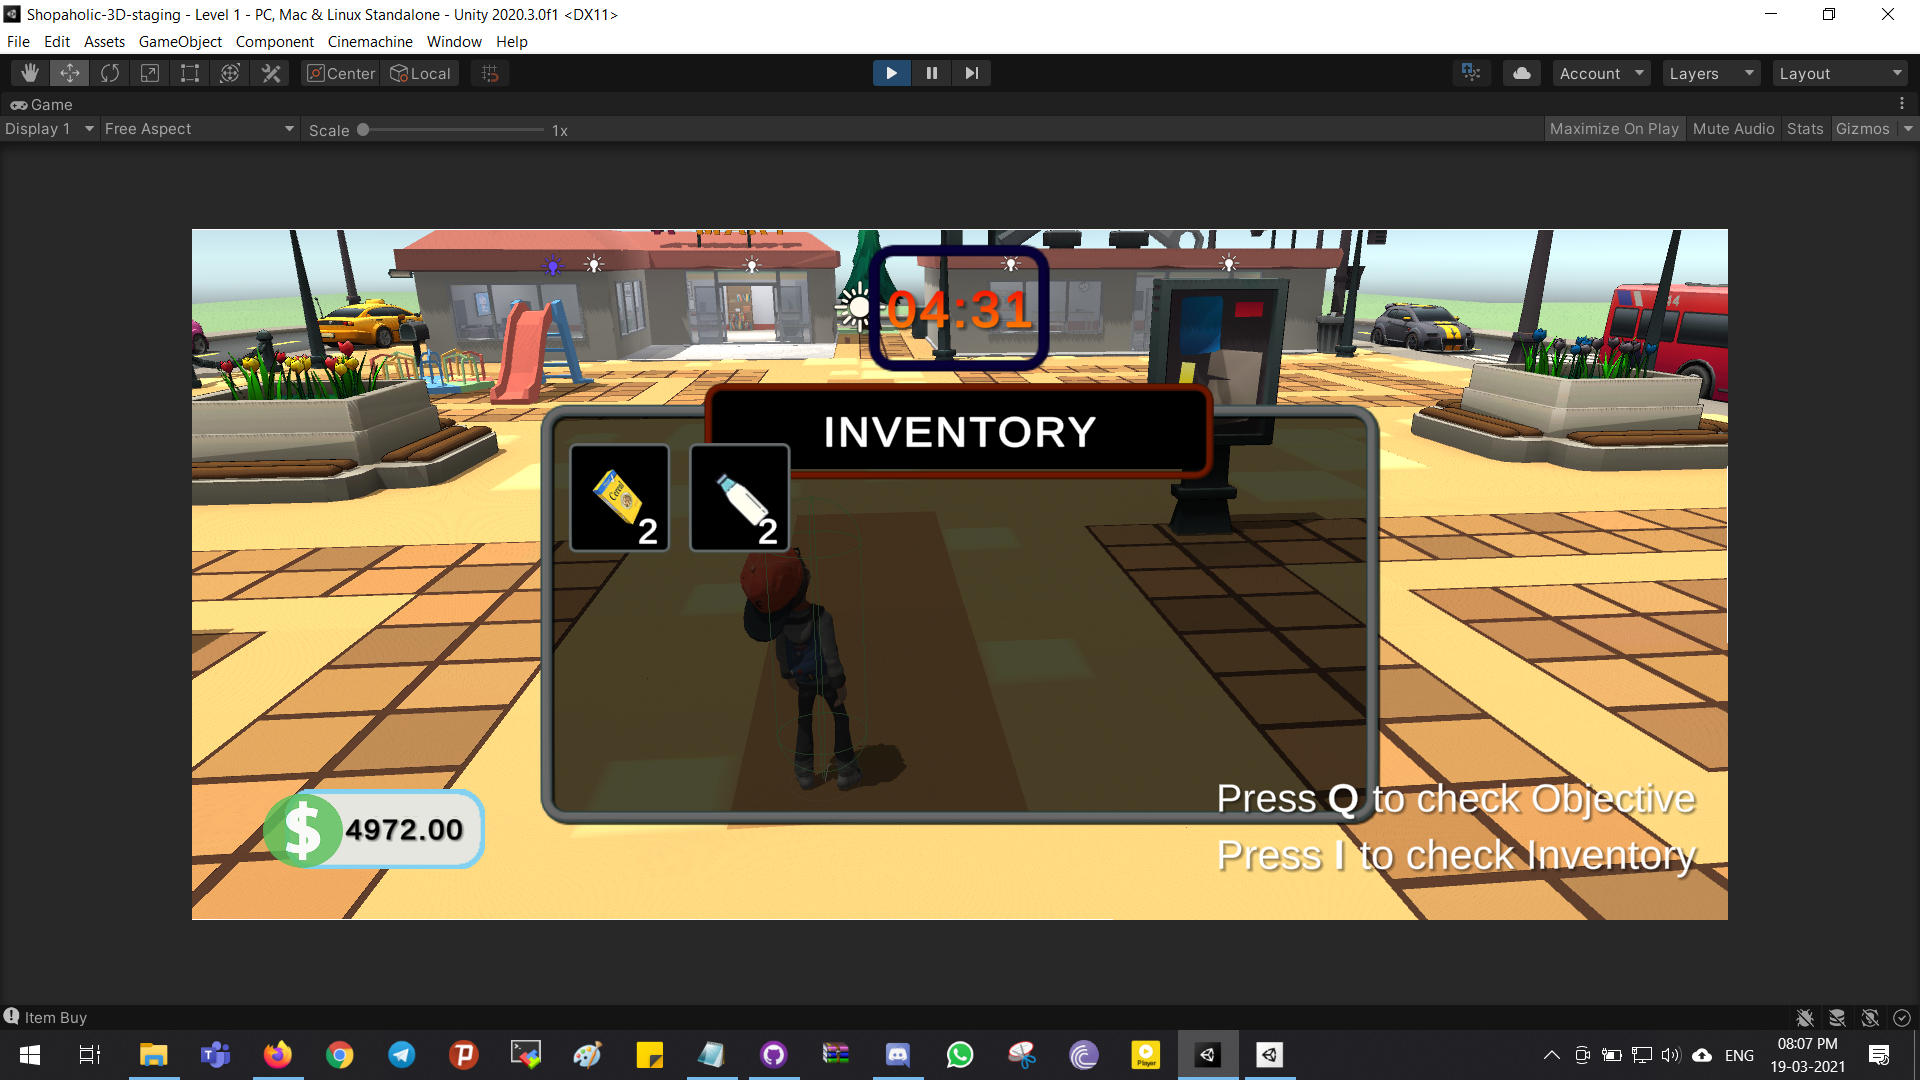 Shopaholic-3D-staging - Level 1 - PC, Mac & Linux Standalone - Unity 2020.3.0f1 <DX11>
File Edit Assets GameObject Component Cinemachine Window Help
Center Local Account Layers Layout
Game
Display 1 Free Aspect Scale 1x Maximize On Play Mute Audio Stats Gizmos
04:31
INVENTORY
2 2
Press Q to check Objective
$ 4972.00
Press I to check Inventory
Item Buy
ENG
08:07 PM
19-03-2021